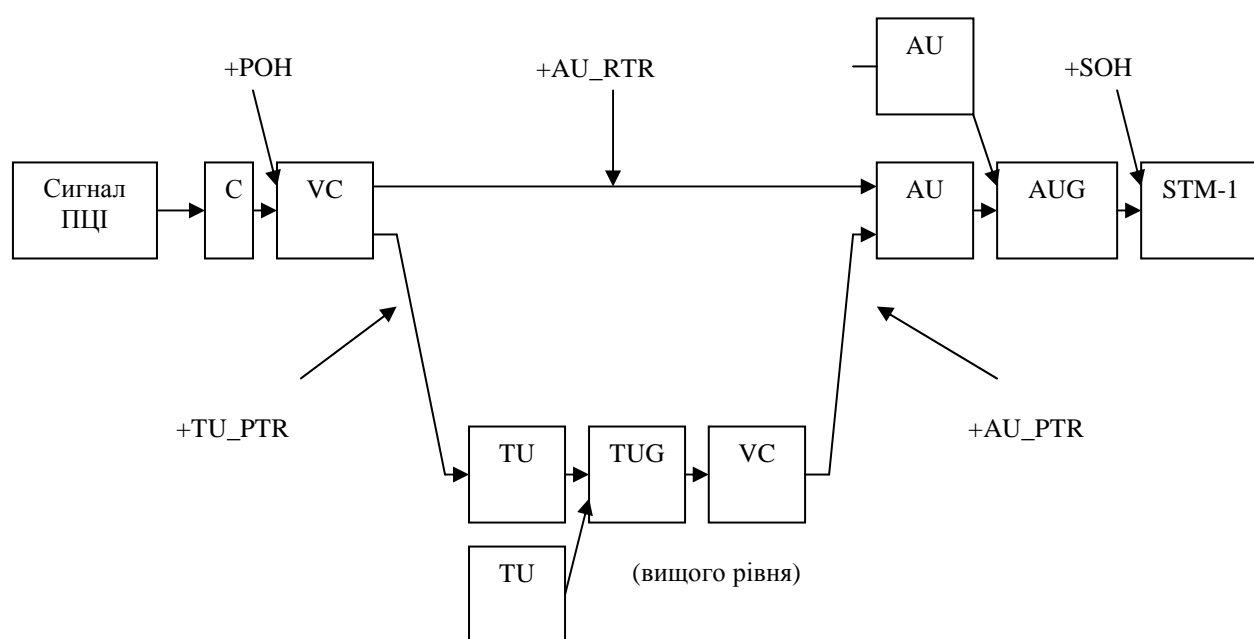 AU
+POH
+AU_RTR
+SOH
Сигнал
ПЦІ
C
VC
AU
AUG
STM-1
+TU_PTR
+AU_PTR
TU
TUG
VC
TU
(вищого рівня)